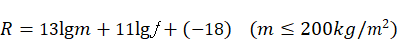 R = 13lgm + 11lgf + (−18)   (m ≤ 200kg/m²)